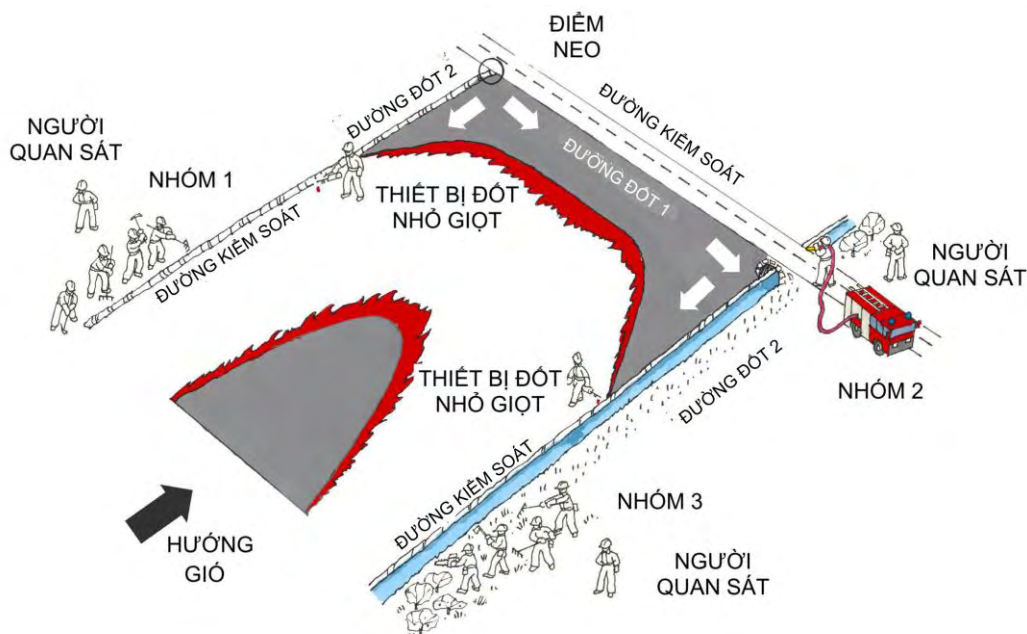 ĐIỂM
NEO
ĐƯỜNG ĐỐT 2
ĐƯỜNG KIỂM SOÁT
NGƯỜI
QUAN SÁT
NHÓM 1
ĐƯỜNG ĐỐT 1
THIẾT BỊ ĐỐT
NHỎ GIỌT
ĐƯỜNG KIỂM SOÁT
NGƯỜI
QUAN SÁT
THIẾT BỊ ĐỐT
NHỎ GIỌT
ĐƯỜNG ĐỐT 2
NHÓM 2
ĐƯỜNG KIỂM SOÁT
NHÓM 3
HƯỚNG
GIÓ
NGƯỜI
QUAN SÁT